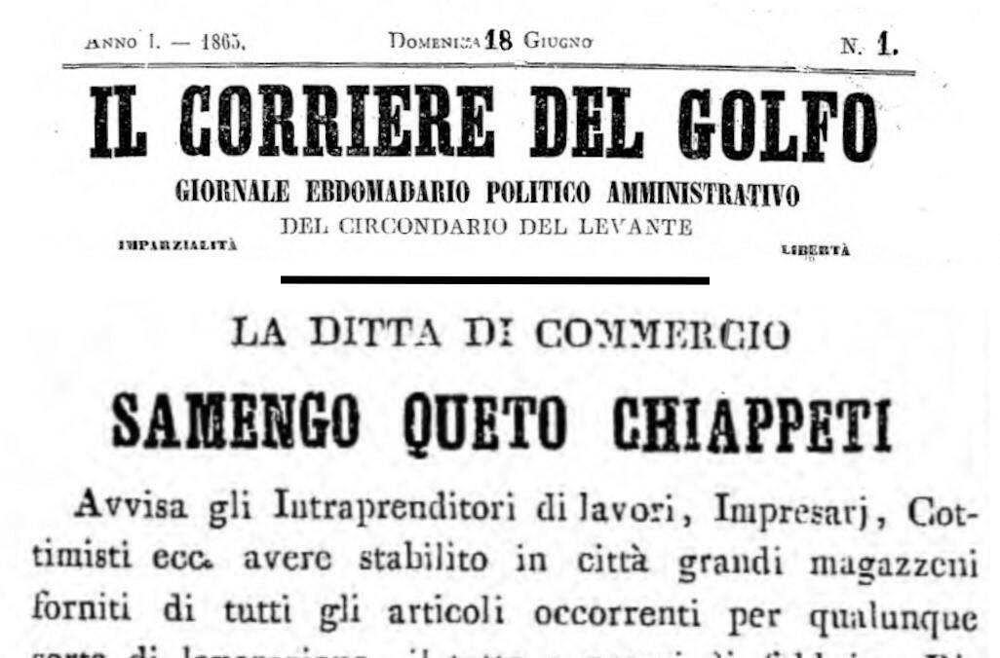 ANNO I. — 1865. DOMENICA 18 GIUGNO N. 1.
IL CORRIERE DEL GOLFO
GIORNALE EBDOMADARIO POLITICO AMMINISTRATIVO
DEL CIRCONDARIO DEL LEVANTE
IMPARZIALITÀ LIBERTÀ
LA DITTA DI COMMERCIO
SAMENGO QUETO CHIAPPETI
Avvisa gli Intraprenditori di lavori, Impresarj, Cot-
timisti ecc. avere stabilito in città grandi magazzeni
forniti di tutti gli articoli occorrenti per qualunque